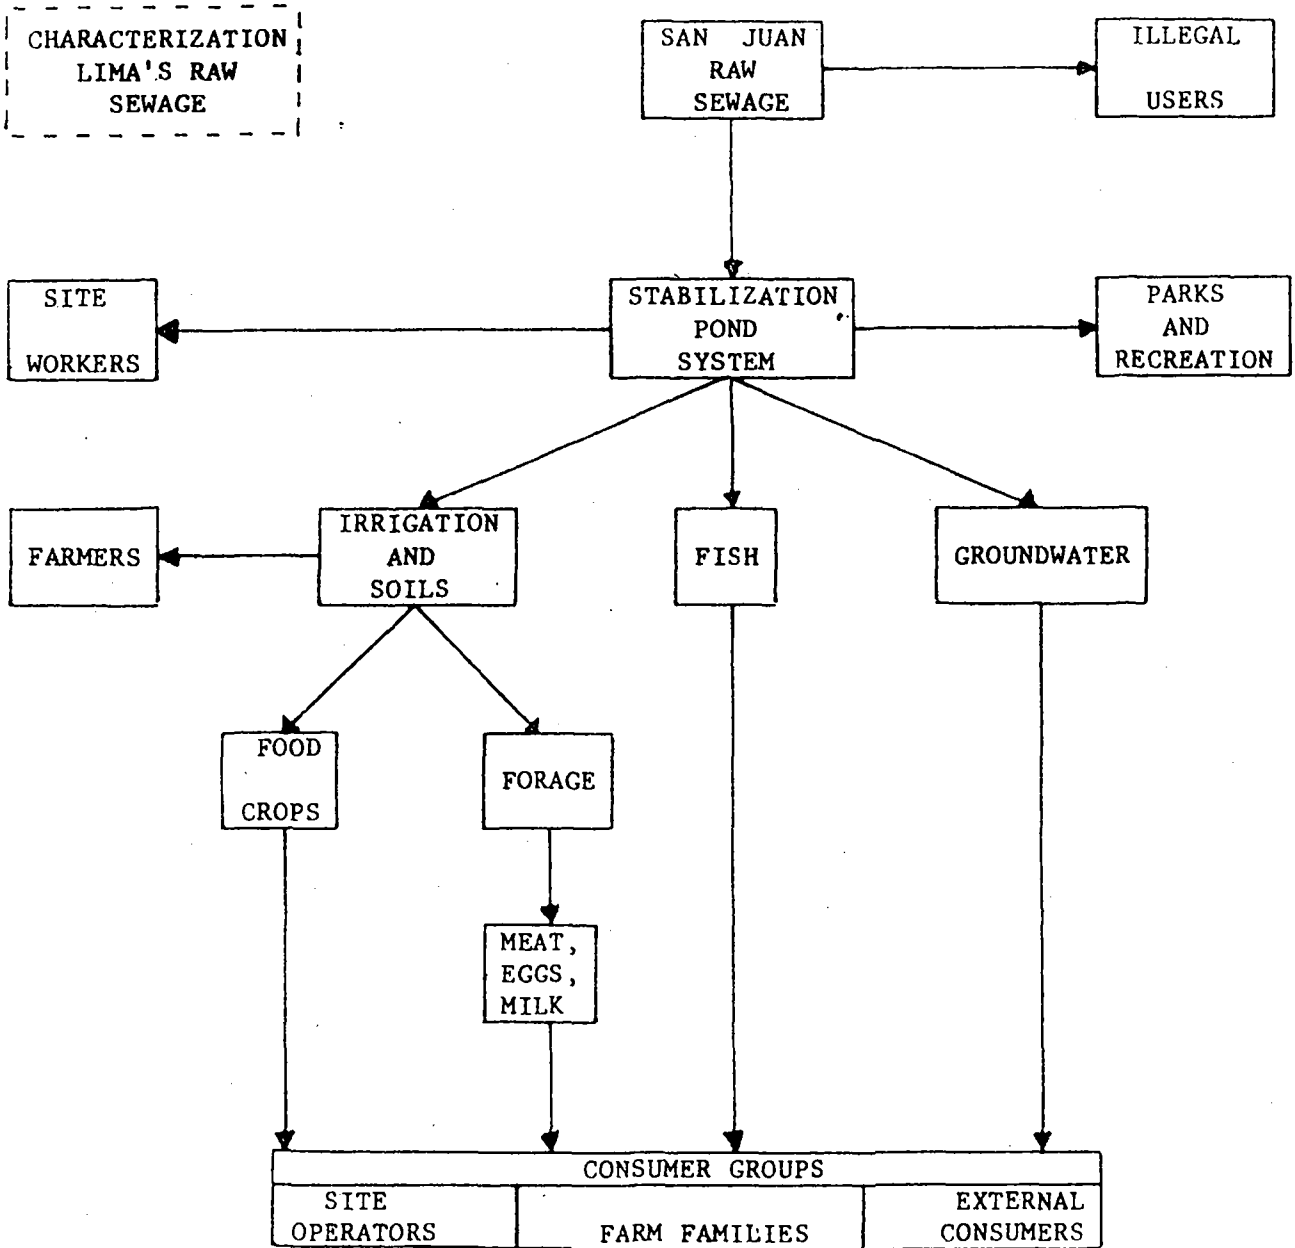 CHARACTERIZATION
LIMA'S RAW
SEWAGE
SAN JUAN
RAW
SEWAGE
ILLEGAL
USERS
SITE
WORKERS
STABILIZATION
POND
SYSTEM
PARKS
AND
RECREATION
FARMERS
IRRIGATION
AND
SOILS
FISH
GROUNDWATER
FOOD
CROPS
FORAGE
MEAT,
EGGS,
MILK
CONSUMER GROUPS
SITE
OPERATORS
FARM FAMILIES
EXTERNAL
CONSUMERS